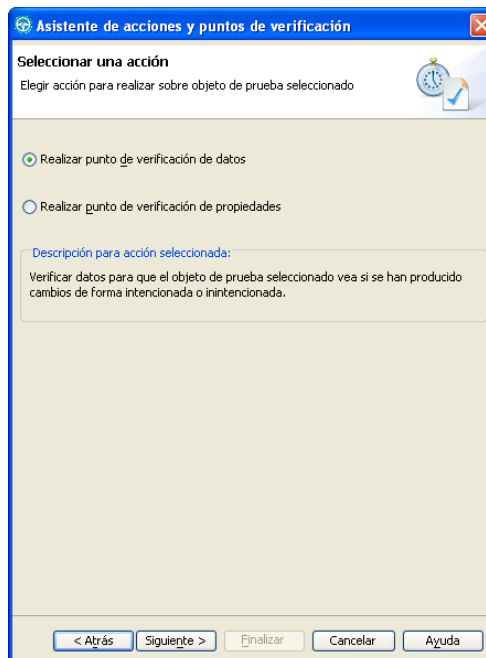 Asistente de acciones y puntos de verificación
Seleccionar una acción
Elegir acción para realizar sobre objeto de prueba seleccionado
Realizar punto de verificación de datos
Realizar punto de verificación de propiedades
Descripción para acción seleccionada:
Verificar datos para que el objeto de prueba seleccionado vea si se han producido
cambios de forma intencionada o inintencionada.
< Atrás Siguiente > Finalizar Cancelar Ayuda